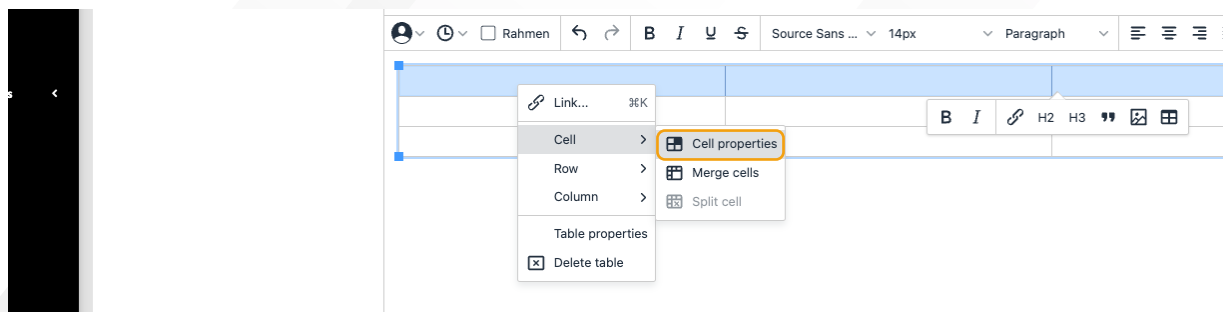 Rahmen B I U S Source Sans ... 14px Paragraph
s
Link... ⌘K
B I H2 H3
Cell
Cell properties
Row
Merge cells
Column
Split cell
Table properties
Delete table